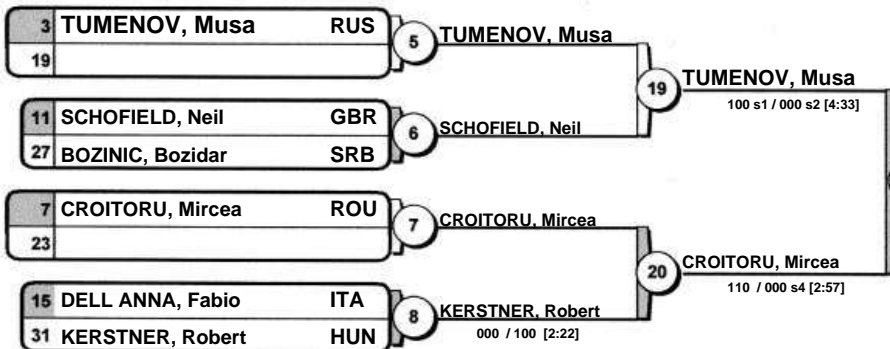 3 TUMENOV, Musa RUS
19
5 TUMENOV, Musa
11 SCHOFIELD, Neil GBR
27 BOZINIC, Bozidar SRB
6 SCHOFIELD, Neil
19 TUMENOV, Musa
100 s1 / 000 s2 [4:33]
7 CROITORU, Mircea ROU
23
7 CROITORU, Mircea
15 DELL ANNA, Fabio ITA
31 KERSTNER, Robert HUN
8 KERSTNER, Robert
000 / 100 [2:22]
20 CROITORU, Mircea
110 / 000 s4 [2:57]